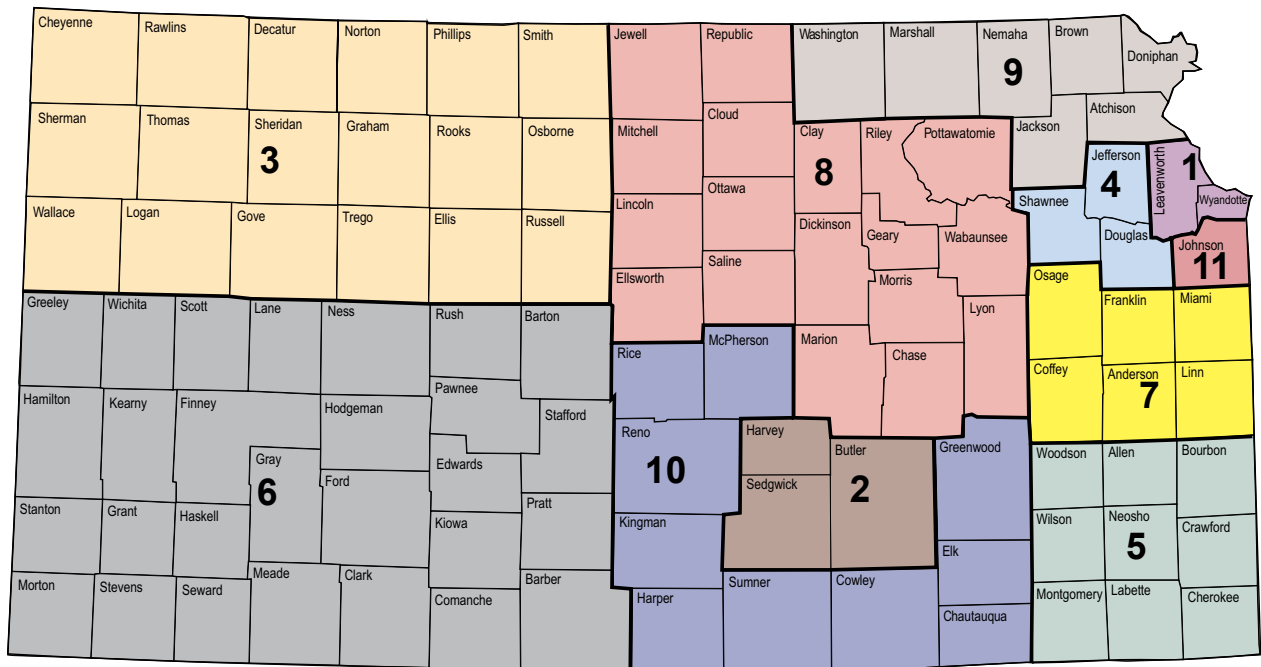 Cheyenne Rawlins Decatur Norton Phillips Smith Jewell Republic Washington Marshall Nemaha Brown Doniphan
9
Sherman Thomas Sheridan Graham Rooks Osborne Mitchell Cloud Clay Riley Pottawatomie Jackson Atchison
3 8 Jefferson Leavenworth 1
4
Wallace Logan Gove Trego Ellis Russell Lincoln Ottawa Dickinson Geary Wabaunsee Shawnee Douglas Wyandotte
Johnson
11
Ellsworth Saline Morris Osage
Greeley Wichita Scott Lane Ness Rush Barton Lyon Franklin Miami
Rice McPherson Marion Chase Coffey Anderson Linn
7
Hamilton Kearny Finney Hodgeman Pawnee Stafford
Reno Harvey Butler Greenwood Woodson Allen Bourbon
Gray Ford Edwards
6 10 Sedgwick 2
Stanton Grant Haskell Kiowa Pratt Kingman Wilson Neosho Crawford
5
Elk
Morton Stevens Seward Meade Clark Comanche Barber Harper Sumner Cowley Chautauqua Montgomery Labette Cherokee